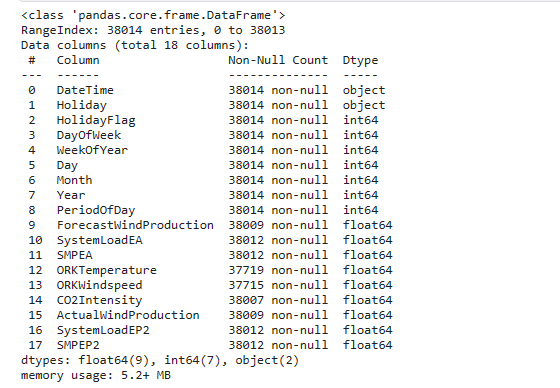 <class 'pandas.core.frame.DataFrame'>
RangeIndex: 38014 entries, 0 to 38013
Data columns (total 18 columns):
 #   Column                  Non-Null Count  Dtype
---  ------                  --------------  -----
 0   DateTime                38014 non-null  object
 1   Holiday                 38014 non-null  object
 2   HolidayFlag             38014 non-null  int64
 3   DayOfWeek               38014 non-null  int64
 4   WeekOfYear              38014 non-null  int64
 5   Day                     38014 non-null  int64
 6   Month                   38014 non-null  int64
 7   Year                    38014 non-null  int64
 8   PeriodOfDay             38014 non-null  int64
 9   ForecastWindProduction  38009 non-null  float64
 10  SystemLoadEA            38012 non-null  float64
 11  SMPEA                   38012 non-null  float64
 12  ORKTemperature          37719 non-null  float64
 13  ORKWindspeed            37715 non-null  float64
 14  CO2Intensity            38007 non-null  float64
 15  ActualWindProduction    38009 non-null  float64
 16  SystemLoadEP2           38012 non-null  float64
 17  SMPEP2                  38012 non-null  float64
dtypes: float64(9), int64(7), object(2)
memory usage: 5.2+ MB